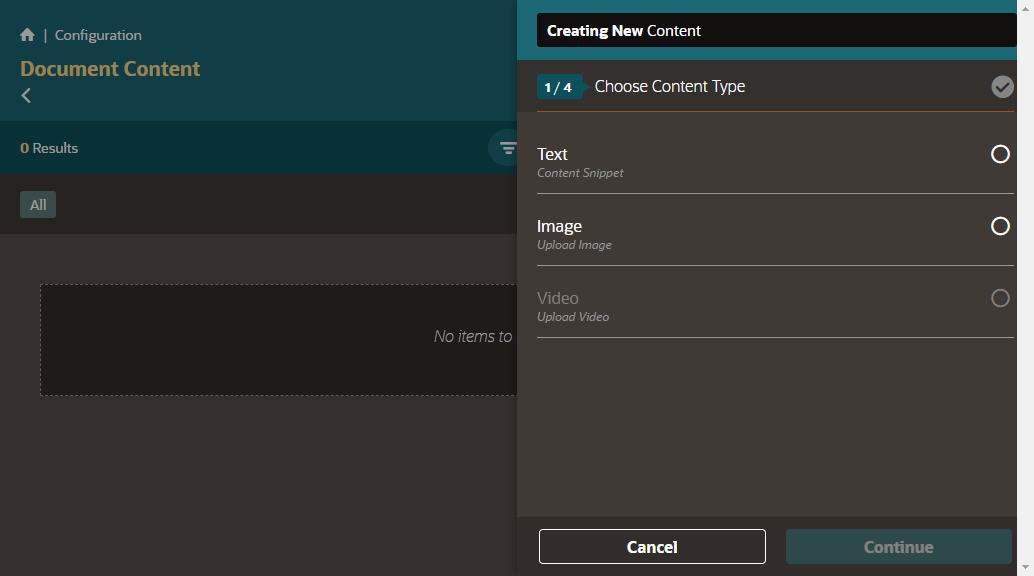 | Configuration
Document Content
0 Results
All
No items to
Creating New Content
1 / 4 Choose Content Type
Text
Content Snippet
Image
Upload Image
Video
Upload Video
Cancel
Continue